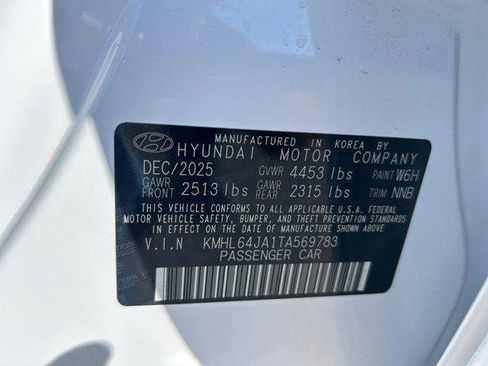 MANUFACTURED IN KOREA BY
HYUNDAI MOTOR COMPANY
DEC/2025 GVWR 4453 lbs PAINT W6H
GAWR FRONT 2513 lbs GAWR REAR 2315 lbs TRIM NNB
THIS VEHICLE CONFORMS TO ALL APPLICABLE U.S.A. FEDERAL
MOTOR VEHICLE SAFETY, BUMPER, AND THEFT PREVENTION STANDARDS
IN EFFECT ON THE DATE OF MANUFACTURE SHOWN ABOVE.
V.I.N KMHL64JA1TA569783
PASSENGER CAR